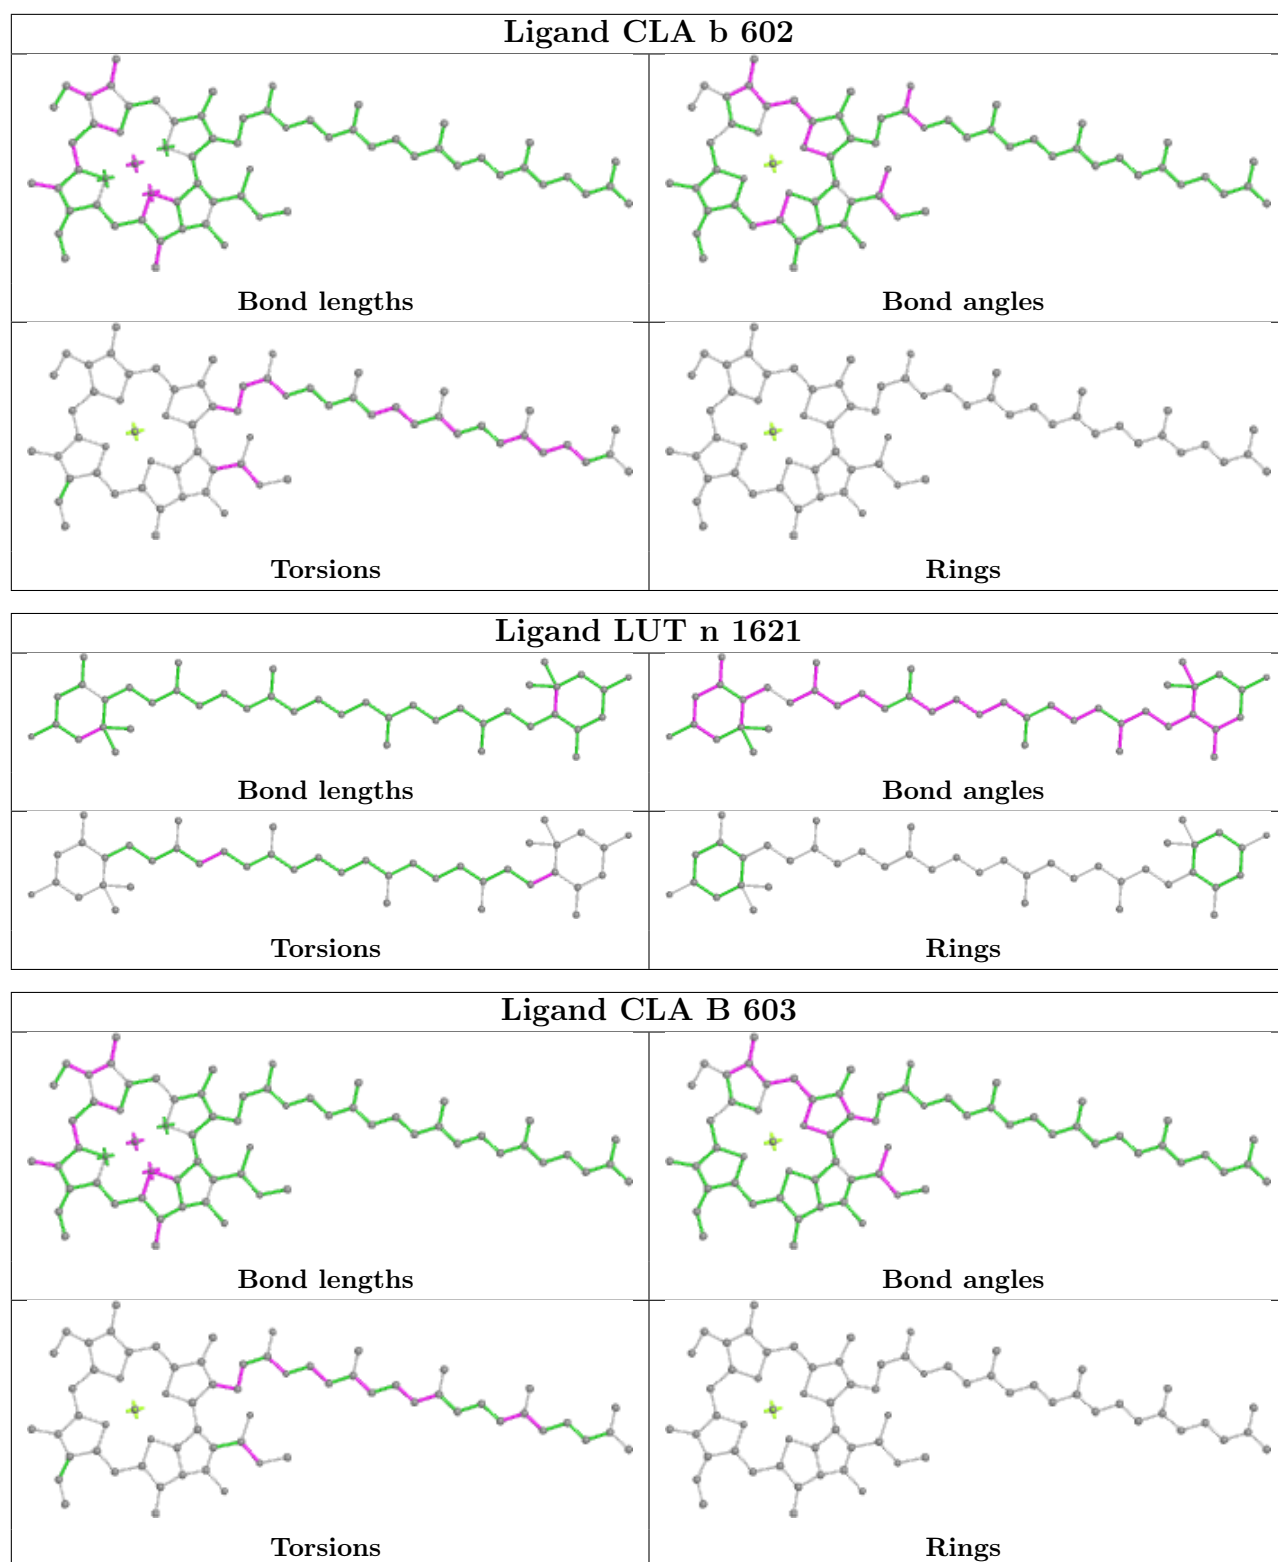 Ligand CLA b 602
Bond lengths
Bond angles
Torsions
Rings
Ligand LUT n 1621
Bond lengths
Bond angles
Torsions
Rings
Ligand CLA B 603
Bond lengths
Bond angles
Torsions
Rings